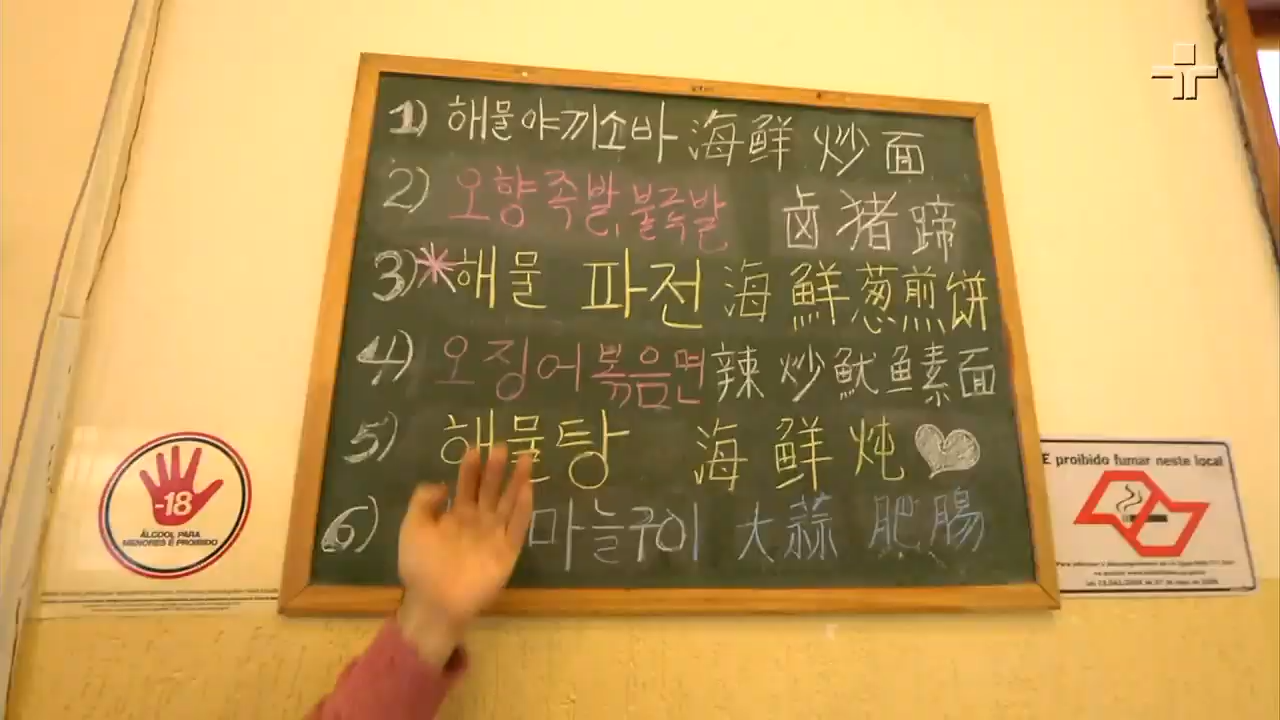 1) 해물야끼소바 海鮮 炒面
2) 오향족발, 불족발 卤猪蹄
3)*해물 파전 海鮮葱煎饼
4) 오징어볶음면 辣炒魷鱼素面
5) 해물탕 海鲜炖
6) 마늘구이 大蒜肥腸
-18
ÁLCOOL PARA
MENORES É PROIBIDO
É proibido fumar neste local